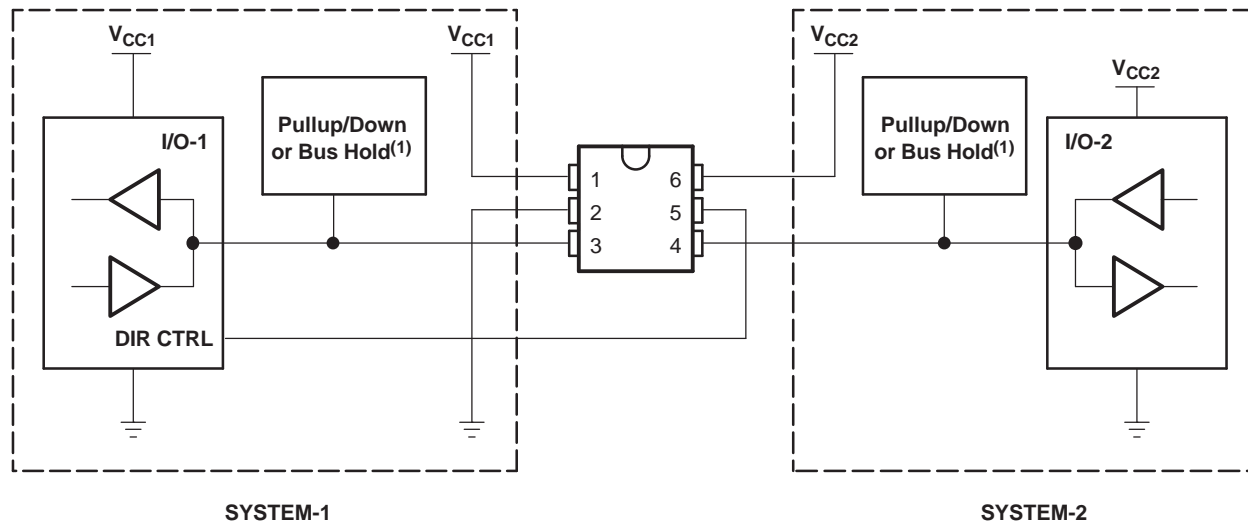 VCC1
VCC1
I/O-1
Pullup/Down
or Bus Hold(1)
DIR CTRL
1
2
3
6
5
4
VCC2
VCC2
Pullup/Down
or Bus Hold(1)
I/O-2
SYSTEM-1
SYSTEM-2